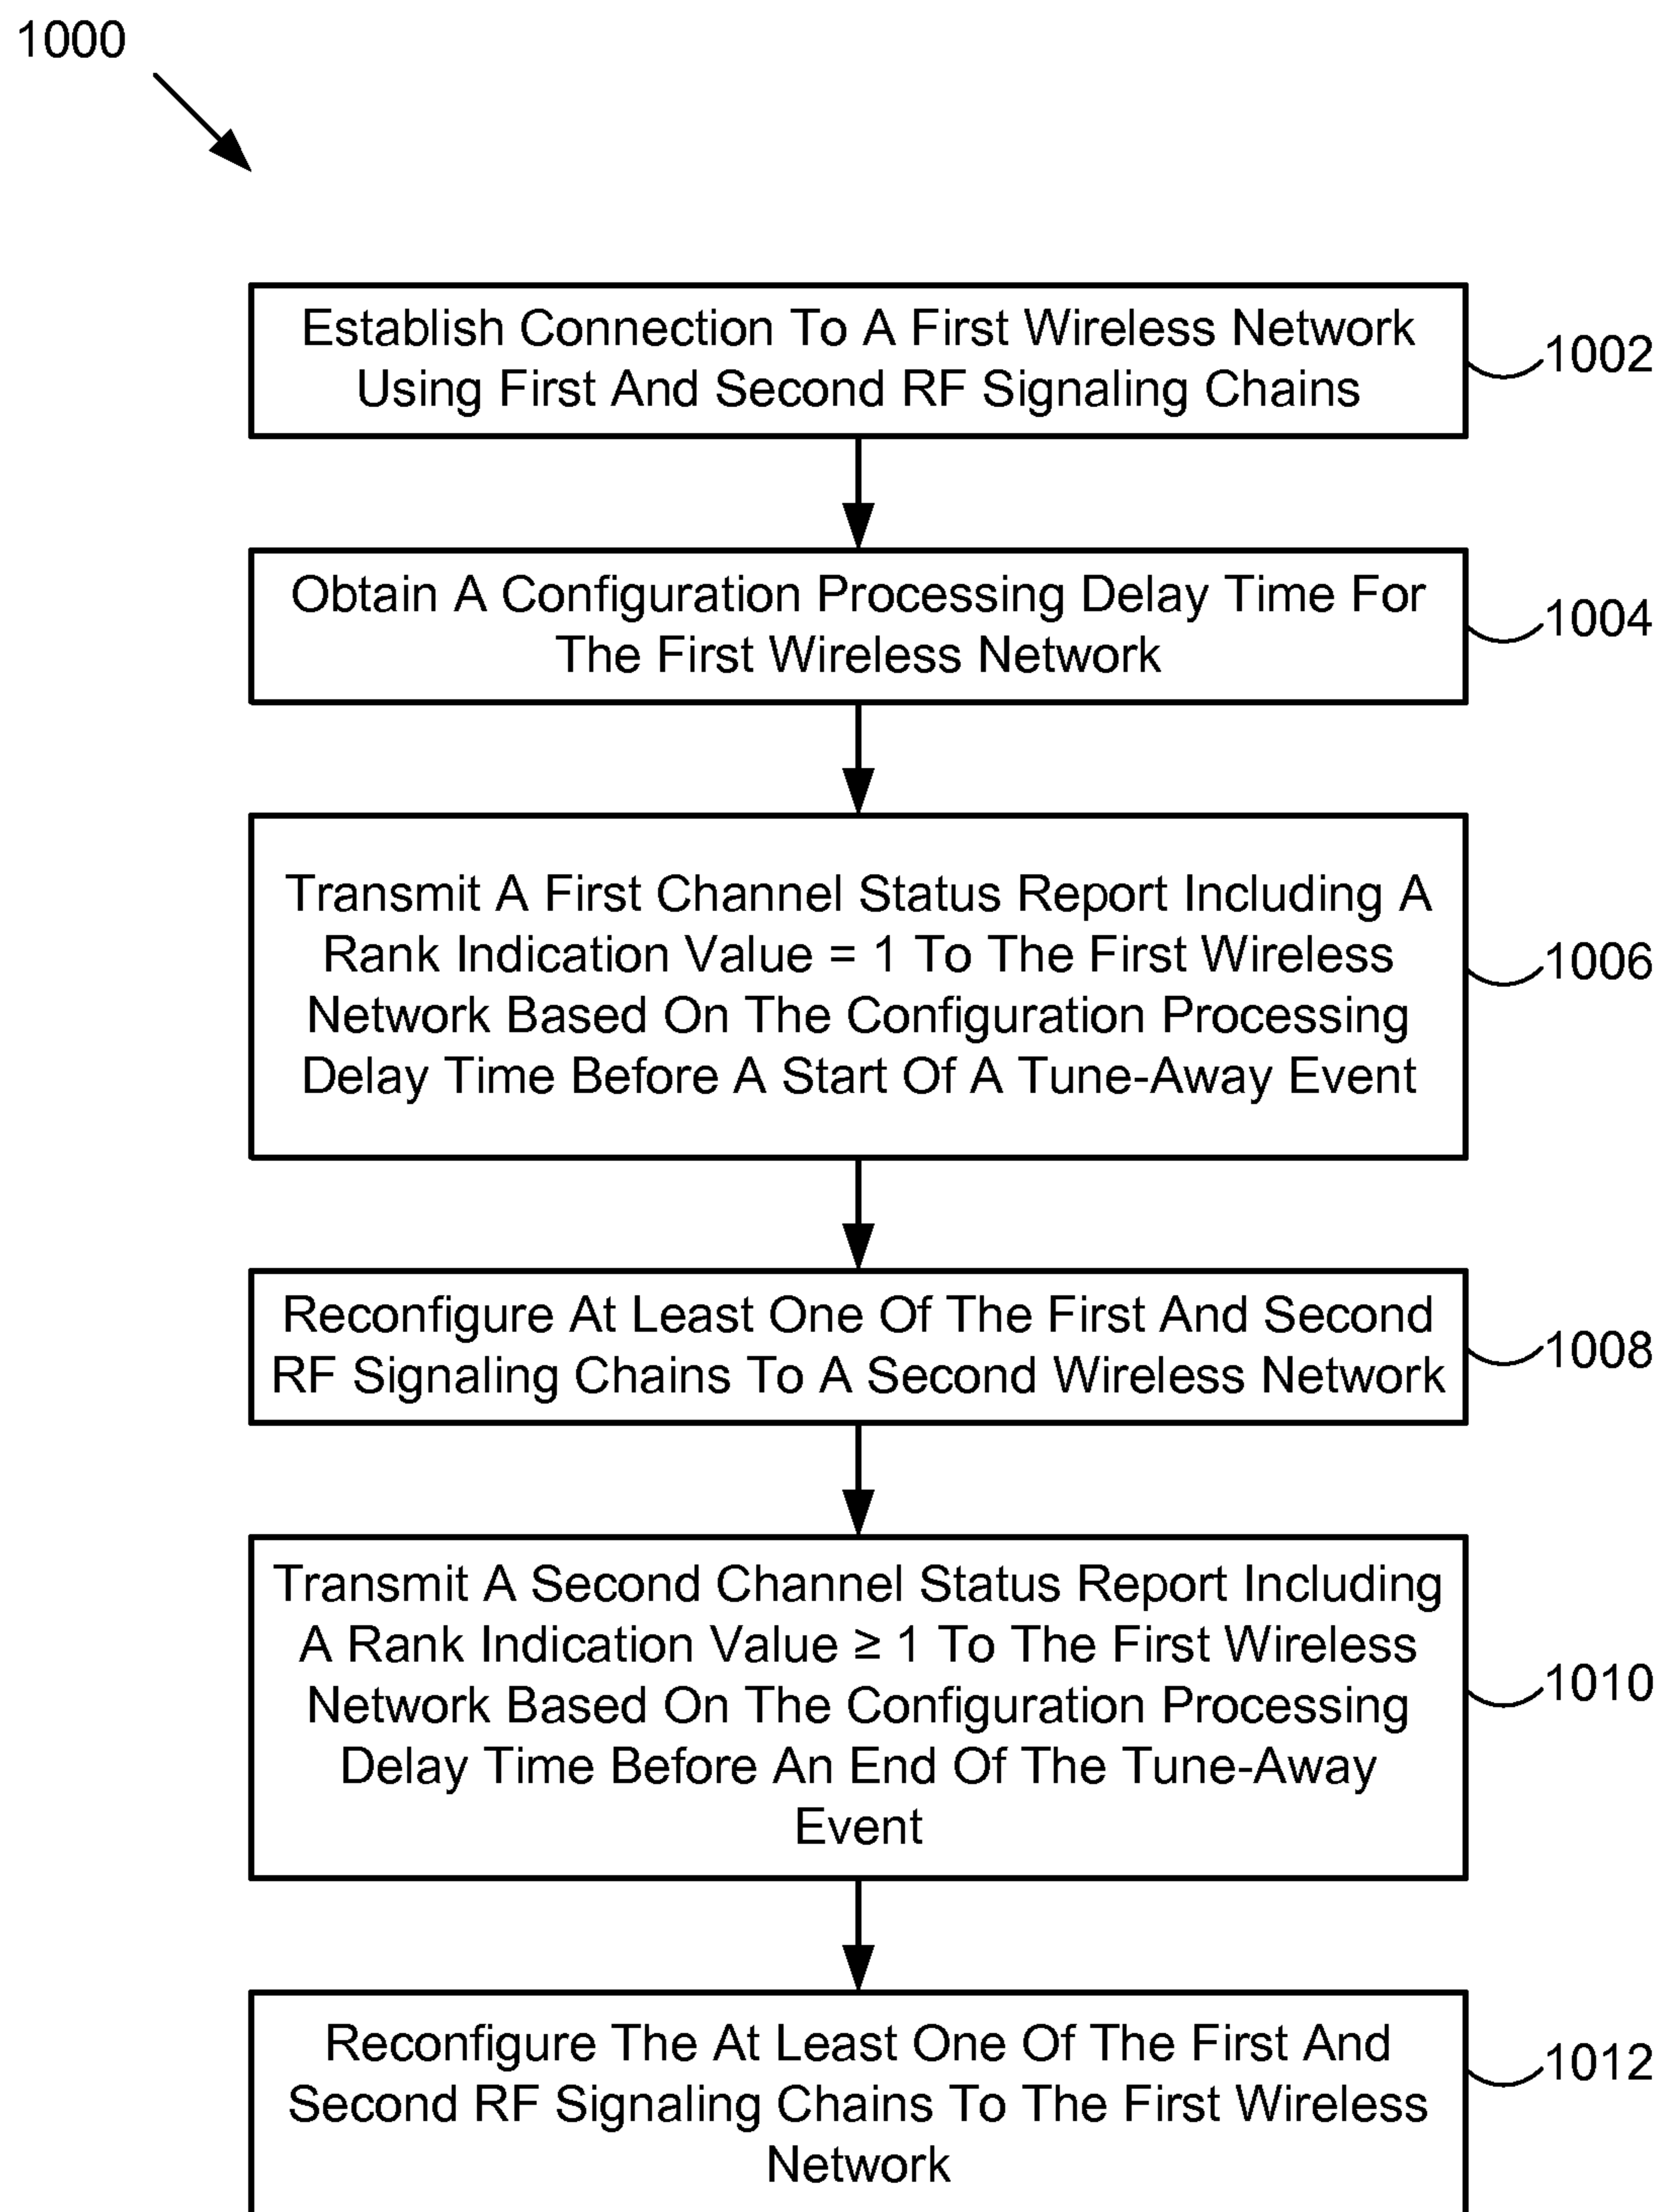 1000
Establish Connection To A First Wireless Network
Using First And Second RF Signaling Chains
1002
Obtain A Configuration Processing Delay Time For
The First Wireless Network
1004
Transmit A First Channel Status Report Including A
Rank Indication Value = 1 To The First Wireless
Network Based On The Configuration Processing
Delay Time Before A Start Of A Tune-Away Event
1006
Reconfigure At Least One Of The First And Second
RF Signaling Chains To A Second Wireless Network
1008
Transmit A Second Channel Status Report Including
A Rank Indication Value ≥ 1 To The First Wireless
Network Based On The Configuration Processing
Delay Time Before An End Of The Tune-Away
Event
1010
Reconfigure The At Least One Of The First And
Second RF Signaling Chains To The First Wireless
Network
1012